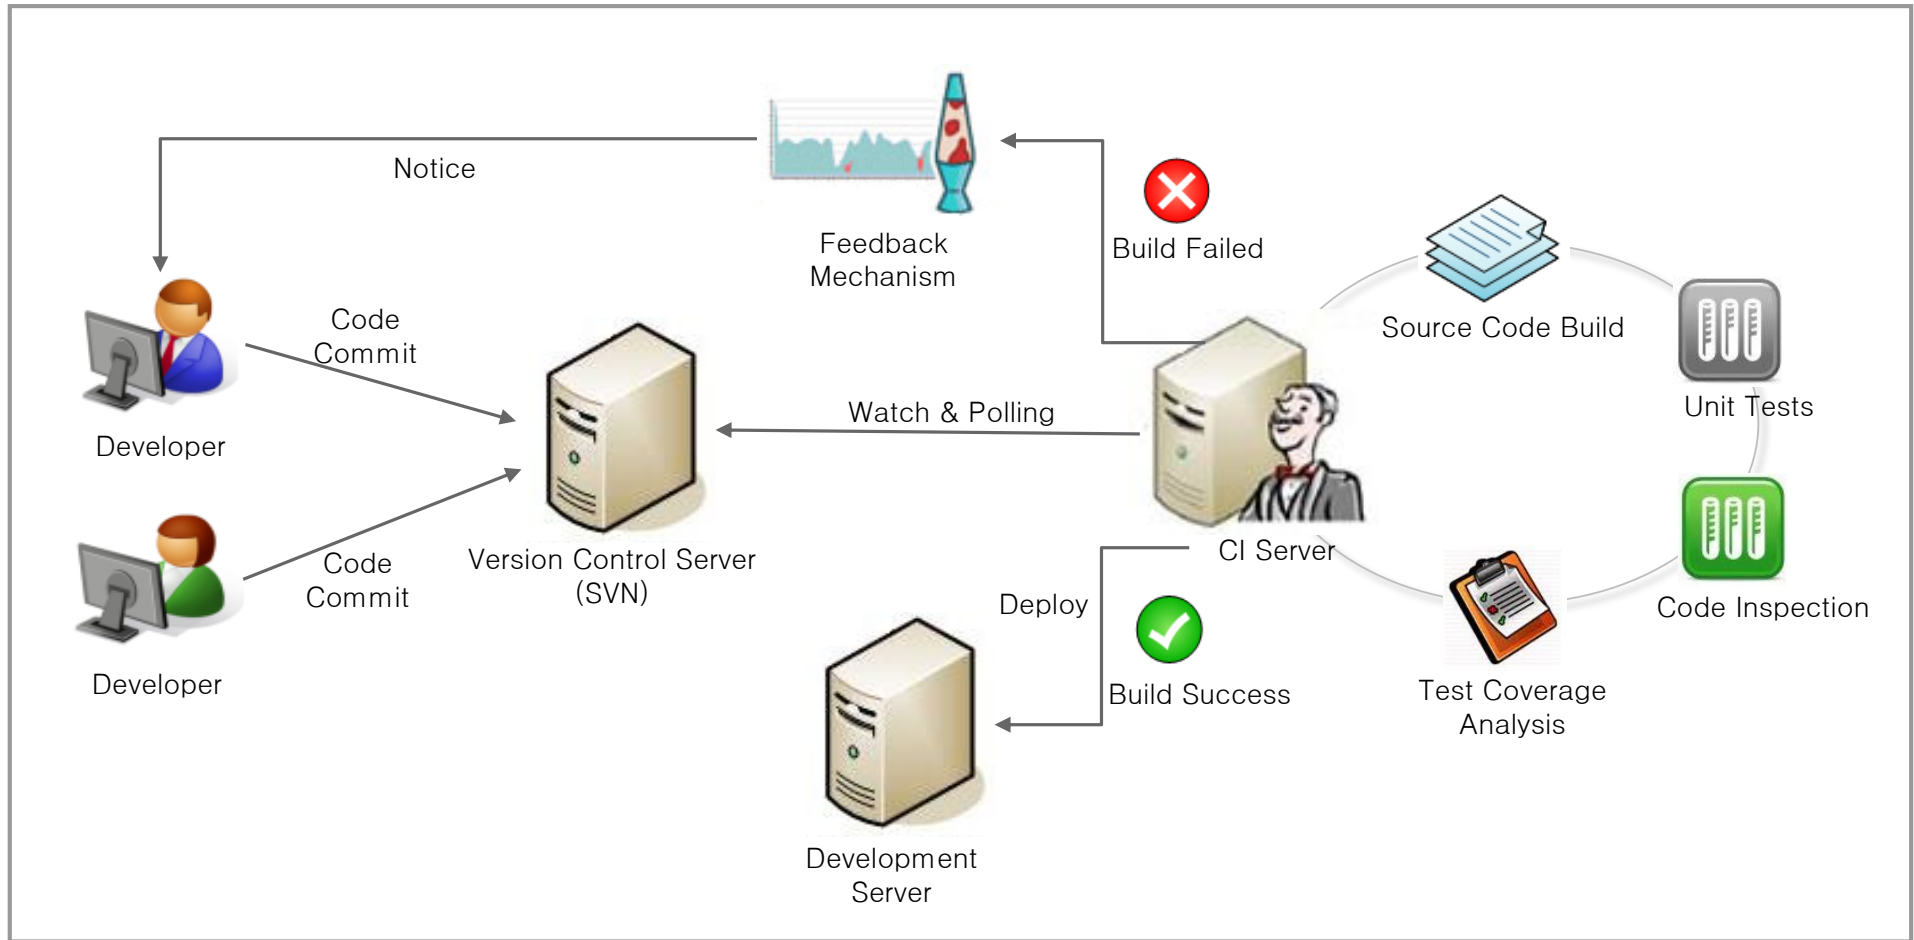 Notice
Feedback
Mechanism
Build Failed
Source Code Build
Unit Tests
Code
Commit
Developer
Watch & Polling
Version Control Server
(SVN)
CI Server
Code
Commit
Developer
Deploy
Build Success
Code Inspection
Test Coverage
Analysis
Development
Server